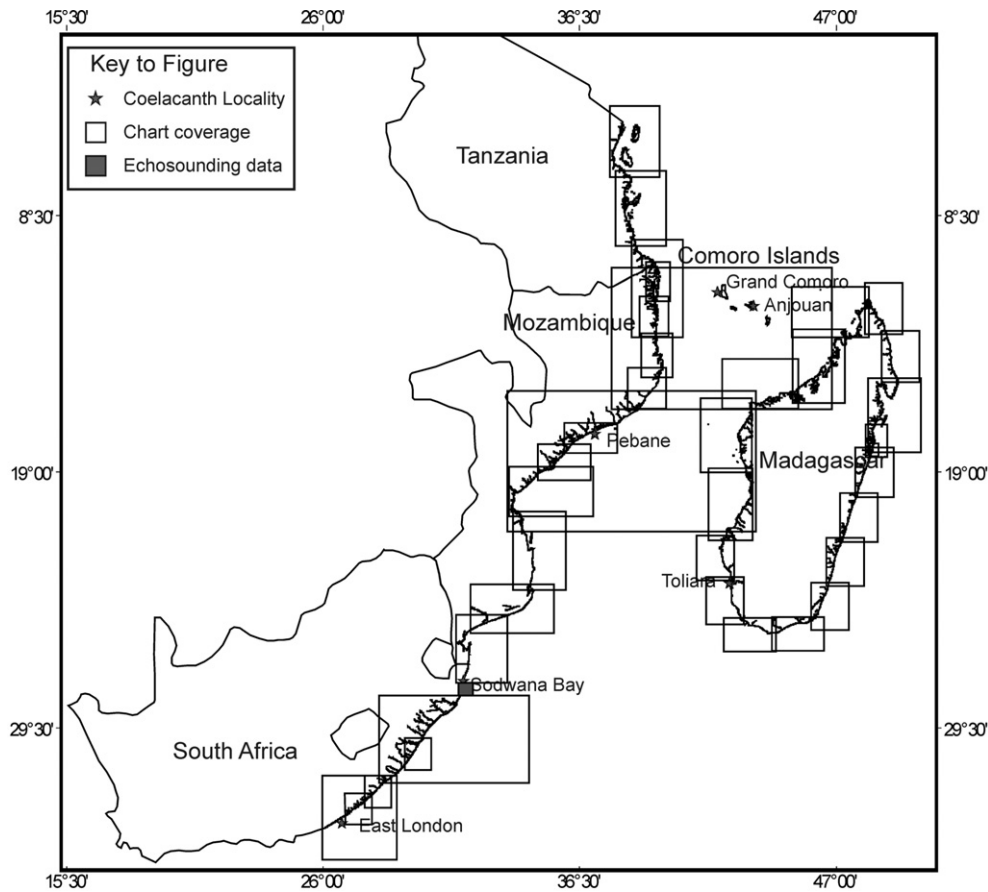 15°30' 26°00' 36°30' 47°00'
Key to Figure
Coelacanth Locality
Chart coverage
Echosounding data
Tanzania
8°30' 8°30'
Comoro Islands
Grand Comoro
Anjouan
Mozambique
Pebane
Madagascar
19°00' 19°00'
Toliara
Sodwana Bay
29°30' 29°30'
South Africa
East London
15°30' 26°00' 36°30' 47°00'